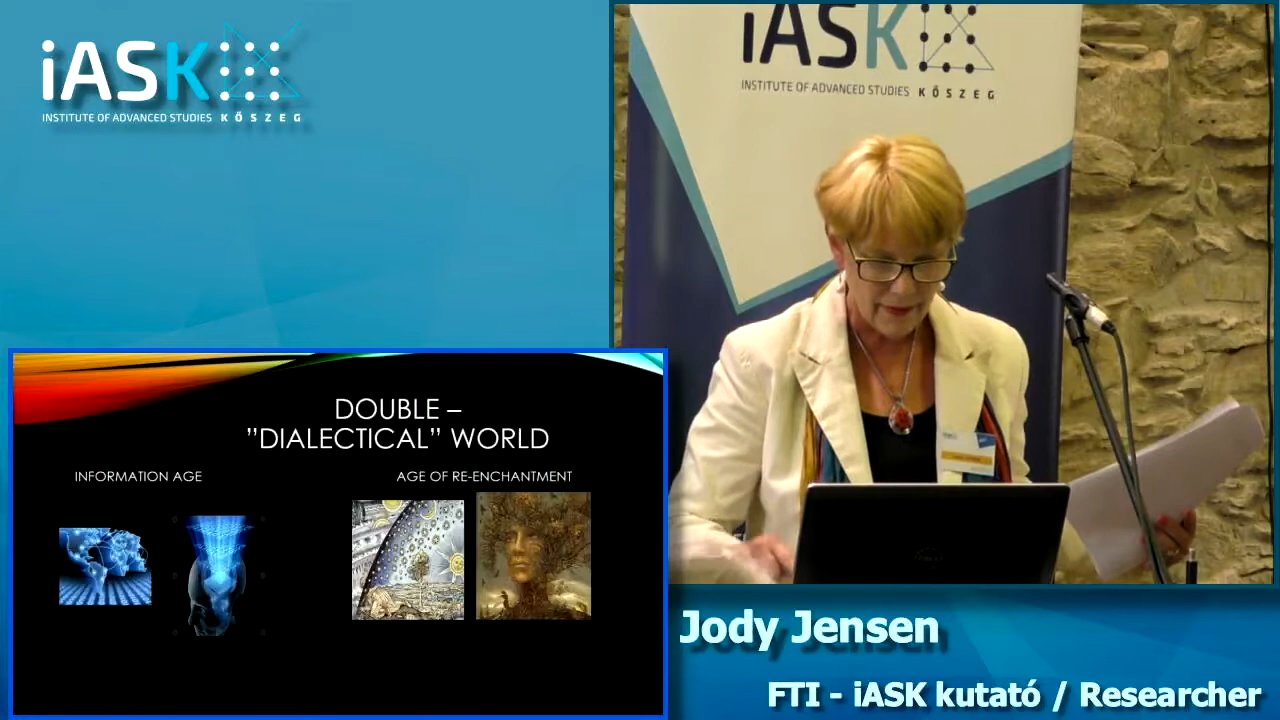 iASK
INSTITUTE OF ADVANCED STUDIES KŐSZEG
iASK
INSTITUTE OF ADVANCED STUDIES KŐSZEG
DOUBLE –
”DIALECTICAL” WORLD
INFORMATION AGE
AGE OF RE-ENCHANTMENT
Jody Jensen
FTI - iASK kutató / Researcher